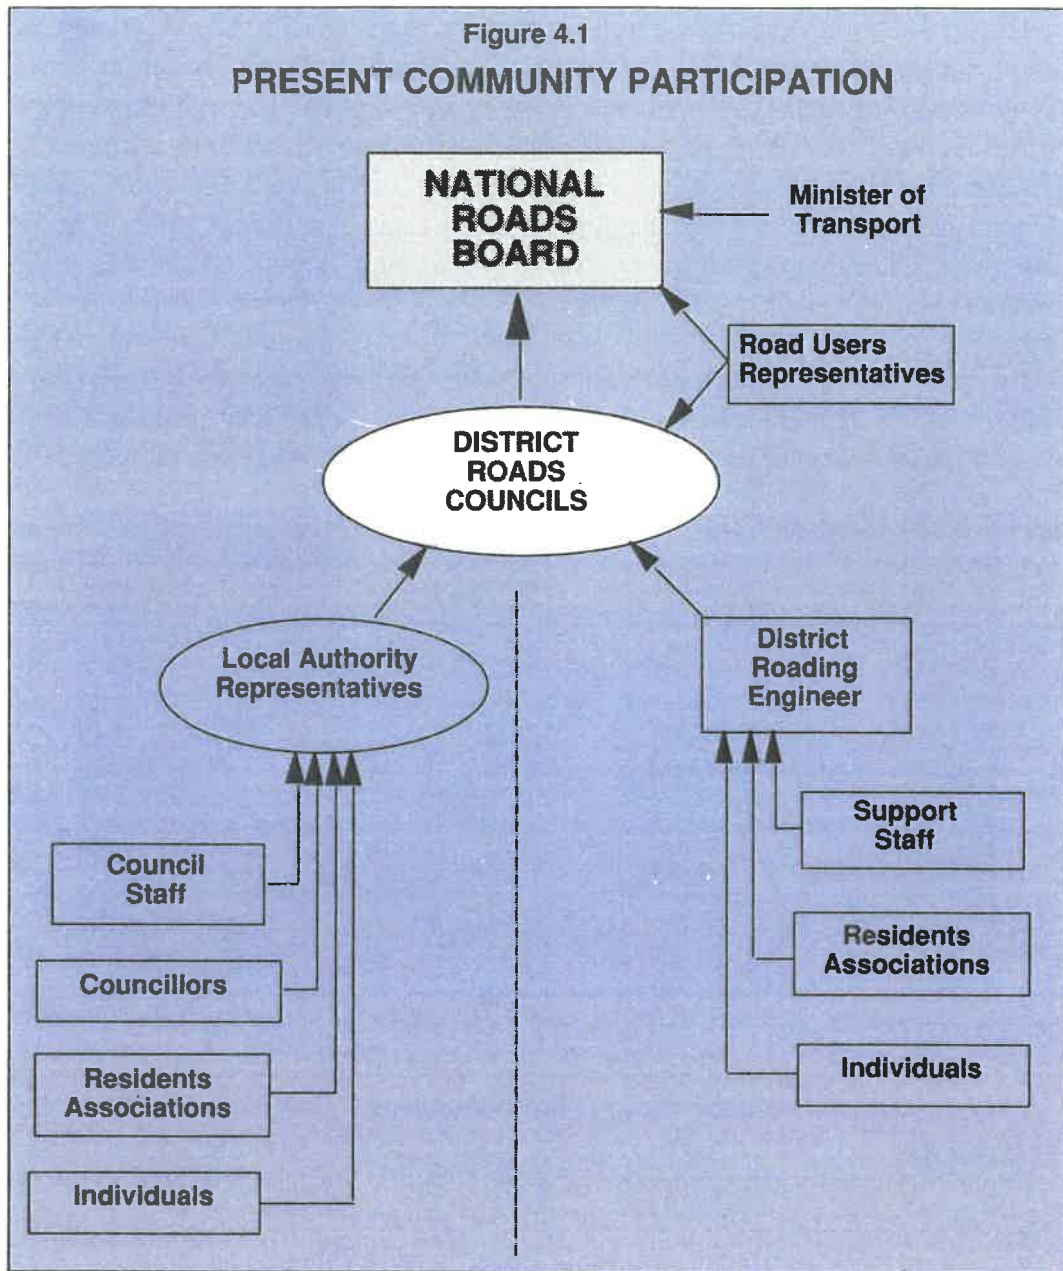 Figure 4.1
PRESENT COMMUNITY PARTICIPATION
NATIONAL
ROADS
BOARD
Minister of
Transport
Road Users
Representatives
DISTRICT
ROADS
COUNCILS
Local Authority
Representatives
District
Roading
Engineer
Council
Staff
Councillors
Residents
Associations
Individuals
Support
Staff
Residents
Associations
Individuals